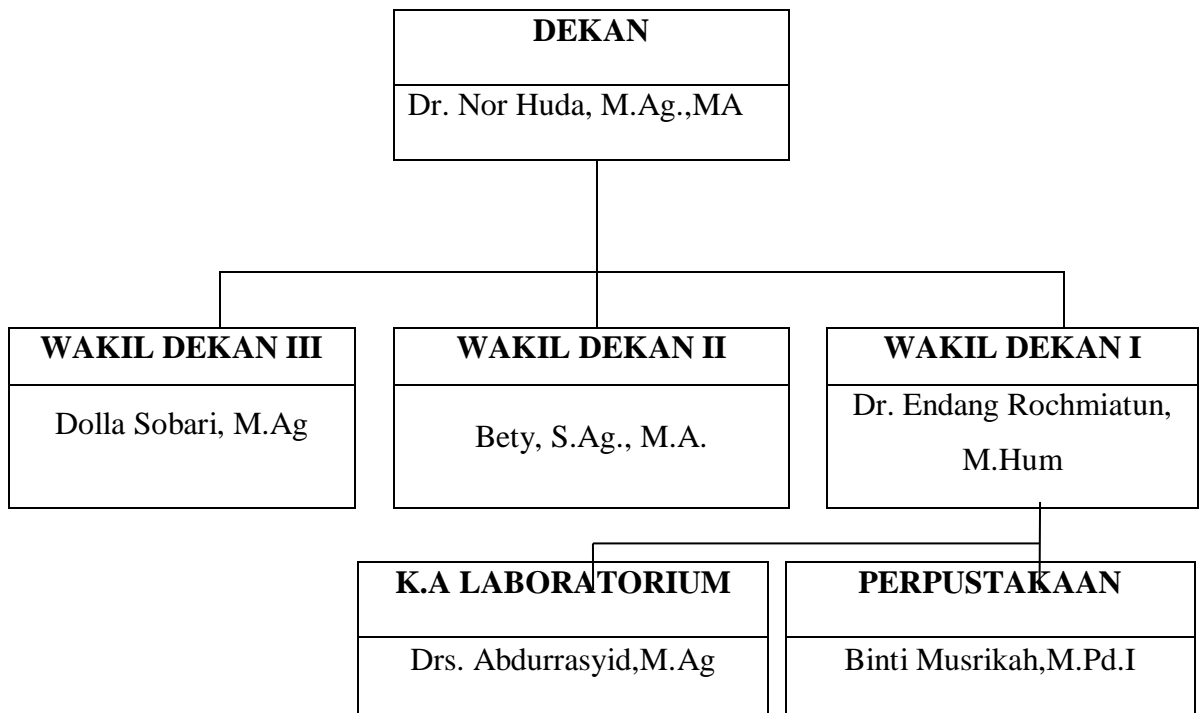 DEKAN
Dr. Nor Huda, M.Ag.,MA
WAKIL DEKAN III
Dolla Sobari, M.Ag
WAKIL DEKAN II
Bety, S.Ag., M.A.
WAKIL DEKAN I
Dr. Endang Rochmiatun,
M.Hum
K.A LABORATORIUM
Drs. Abdurrasyid,M.Ag
PERPUSTAKAAN
Binti Musrikah,M.Pd.I